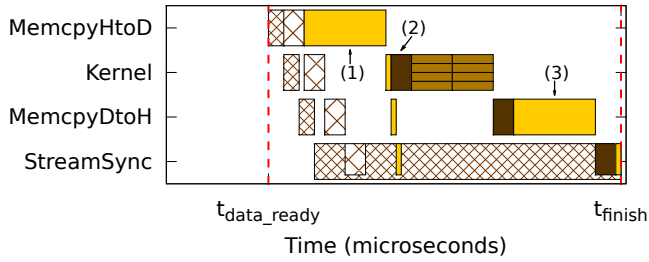 MemcpyHtoD
(1)
(2)
Kernel
(3)
MemcpyDtoH
StreamSync
t_data_ready
t_finish
Time (microseconds)